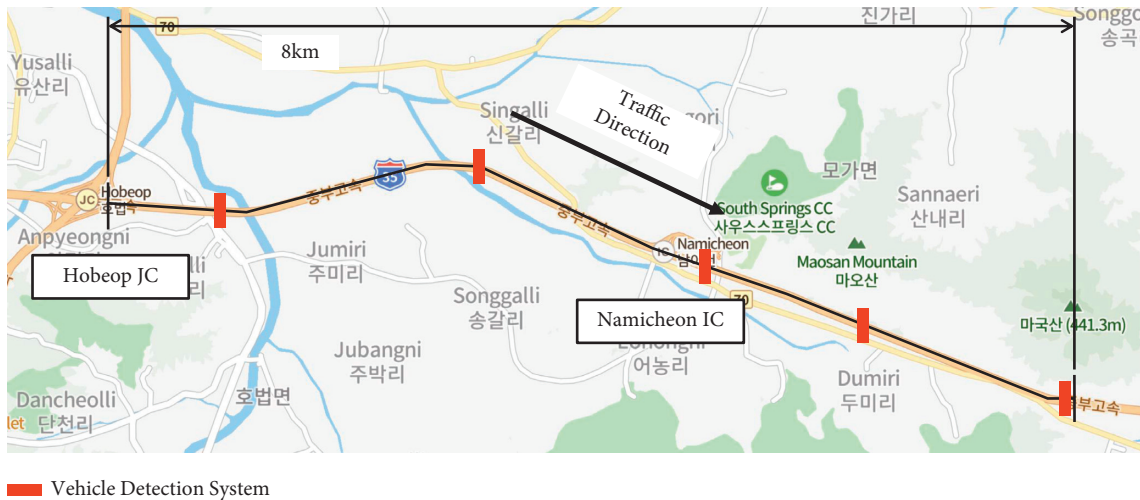 70
진가리
Songgo
송곡
8km
Yusalli
유산리
Traffic
Direction
Singalli
신갈리
gori
모가면
35
중부고속
JC
Hobeop
호법
속
South Springs CC
사우스스프링스 CC
Sannaeri
산내리
중부고속
Anpyeongni
Jumiri
주미리
IC
Namicheon
Maosan Mountain
마오산
Hobeop JC
리
Songgalli
송갈리
70
Namicheon IC
마국산 (441.3m)
Jubangni
주박리
어농리
Dumiri
두미리
호법면
Dancheolli
단천리
let
부고속
Vehicle Detection System